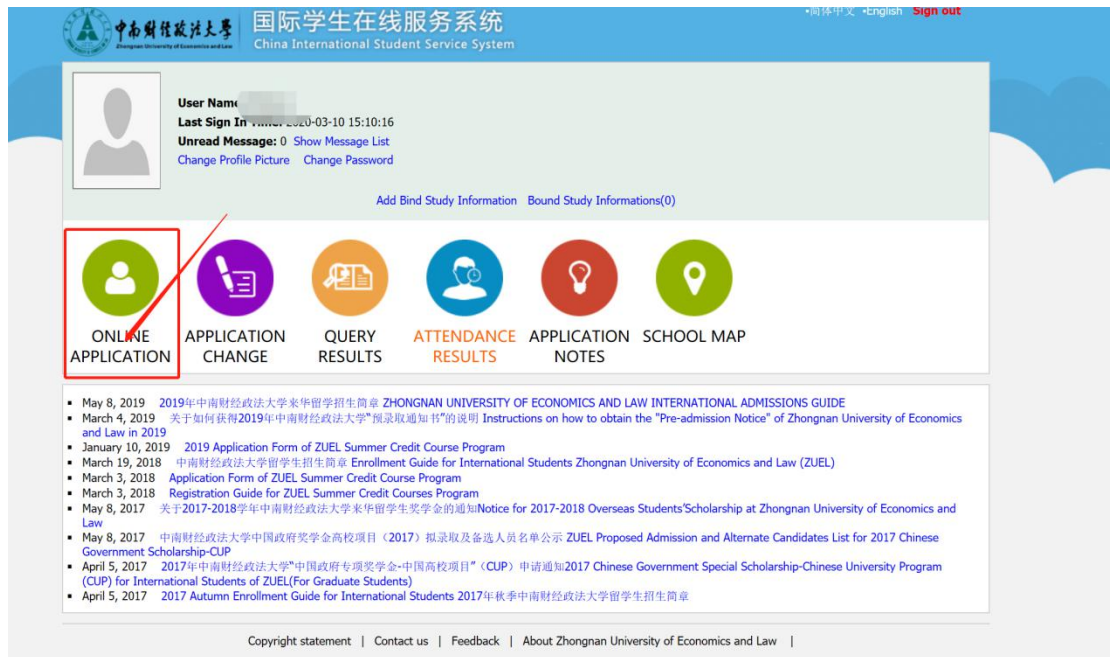 中南财经政法大学
Zhongnan University of Economics and Law
国际学生在线服务系统
China International Student Service System
•简体中文 •English Sign out
User Name
Last Sign In 20-03-10 15:10:16
Unread Message: 0 Show Message List
Change Profile Picture Change Password
Add Bind Study Information Bound Study Informations(0)
ONLINE APPLICATION
APPLICATION CHANGE
QUERY RESULTS
ATTENDANCE RESULTS
APPLICATION NOTES
SCHOOL MAP
May 8, 2019 2019年中南财经政法大学来华留学招生简章 ZHONGNAN UNIVERSITY OF ECONOMICS AND LAW INTERNATIONAL ADMISSIONS GUIDE
March 4, 2019 关于如何获得2019年中南财经政法大学“预录取通知书”的说明 Instructions on how to obtain the "Pre-admission Notice" of Zhongnan University of Economics
and Law in 2019
January 10, 2019 2019 Application Form of ZUEL Summer Credit Course Program
March 19, 2018 中南财经政法大学留学生招生简章 Enrollment Guide for International Students Zhongnan University of Economics and Law (ZUEL)
March 3, 2018 Application Form of ZUEL Summer Credit Course Program
March 3, 2018 Registration Guide for ZUEL Summer Credit Courses Program
May 8, 2017 关于2017-2018学年中南财经政法大学来华留学生奖学金的通知Notice for 2017-2018 Overseas Students'Scholarship at Zhongnan University of Economics and
Law
May 8, 2017 中南财经政法大学中国政府奖学金高校项目（2017）拟录取及备选人员名单公示 ZUEL Proposed Admission and Alternate Candidates List for 2017 Chinese
Government Scholarship-CUP
April 5, 2017 2017年中南财经政法大学“中国政府专项奖学金-中国高校项目”（CUP）申请通知2017 Chinese Government Special Scholarship-Chinese University Program
(CUP) for International Students of ZUEL(For Graduate Students)
April 5, 2017 2017 Autumn Enrollment Guide for International Students 2017年秋季中南财经政法大学留学生招生简章
Copyright statement | Contact us | Feedback | About Zhongnan University of Economics and Law |